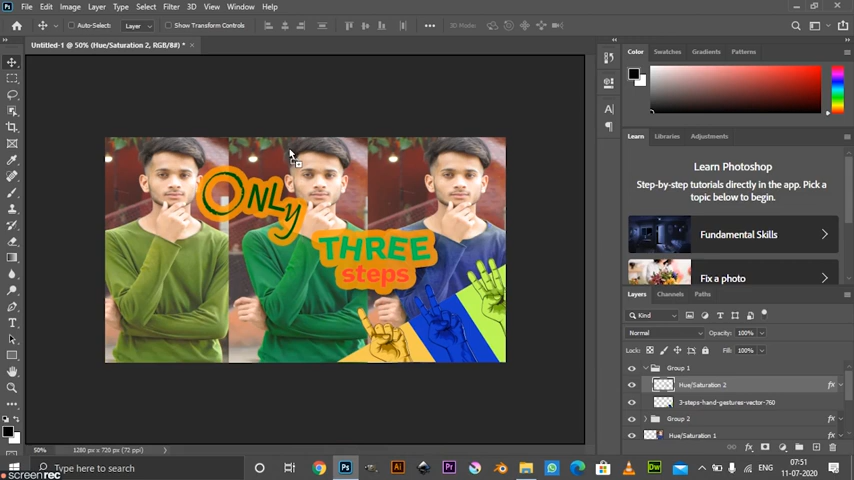 File Edit Image Layer Type Select Filter 3D View Window Help
Auto-Select: Layer Show Transform Controls 3D Mode:
Untitled-1 @ 50% (Hue/Saturation 2, RGB/8#) * ×
Color Swatches Gradients Patterns
Learn Libraries Adjustments
Learn Photoshop
Step-by-step tutorials directly in the app. Pick a
topic below to begin.
Fundamental Skills
Fix a photo
ONLy
THREE
steps
Layers Channels Paths
Kind
Normal Opacity: 100%
Lock: Fill: 100%
Group 1
Hue/Saturation 2 fx
3-steps-hand-gestures-vector-760
Group 2 fx
Hue/Saturation 1
50% 1280 px x 720 px (72 ppi)
Type here to search
ENG 07:51
11-07-2020
screenrec